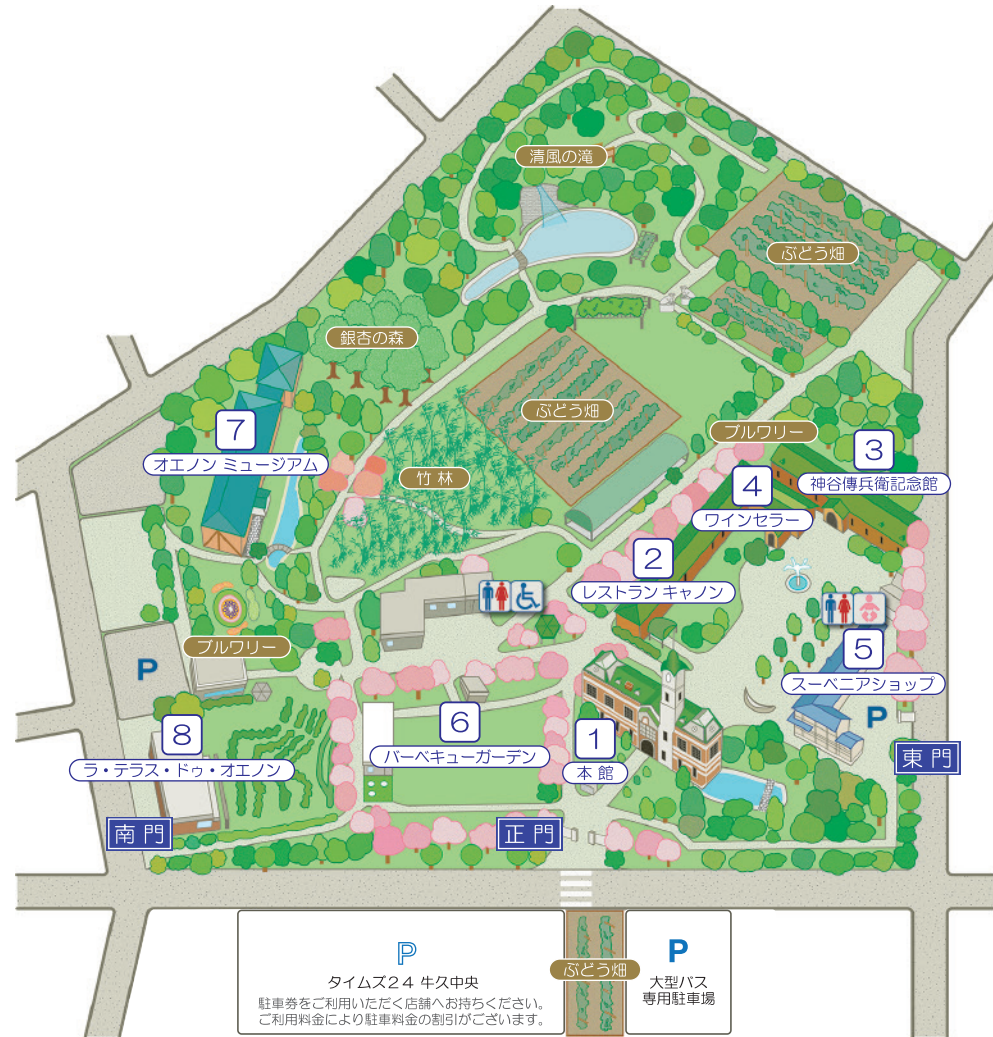 清風の滝
ぶどう畑
銀杏の森
ぶどう畑
7
オエノン ミュージアム
ブルワリー
3
神谷傳兵衛記念館
竹林
4
ワインセラー
2
レストラン キャノン
ブルワリー
P
5
スーベニアショップ
P
8
ラ・テラス・ドゥ・オエノン
6
バーベキューガーデン
1
本館
東門
南門
正門
P
タイムズ24 牛久中央
駐車券をご利用いただく店舗へお持ちください。
ご利用料金により駐車料金の割引がございます。
ぶどう畑
P
大型バス
専用駐車場